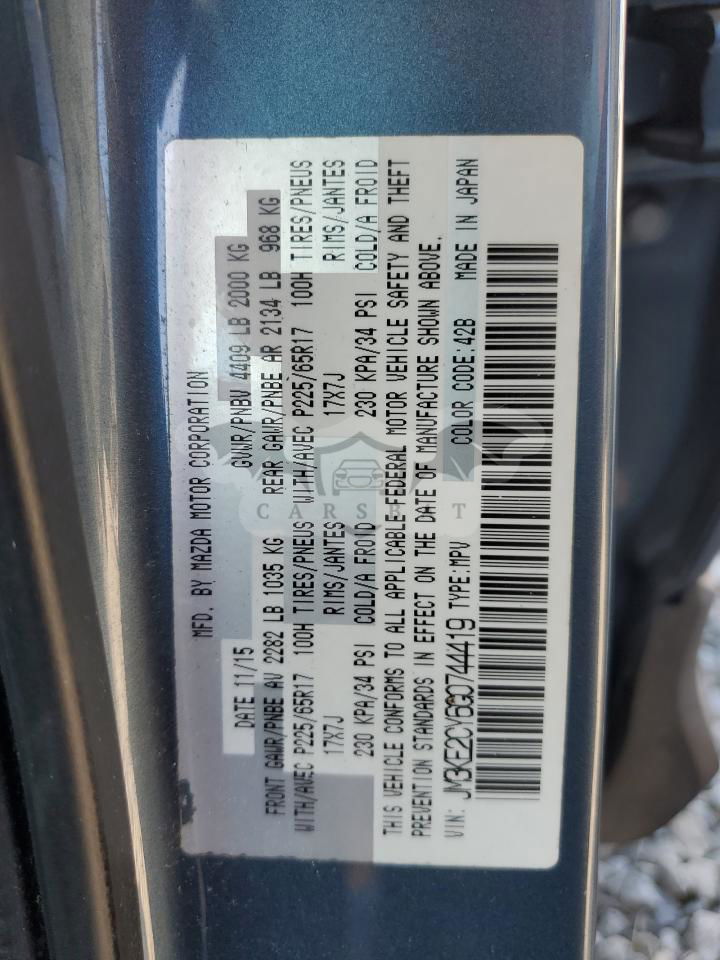 MFD. BY MAZDA MOTOR CORPORATION
DATE 11/15 GVWR/PNBV 4409 LB 2000 KG
FRONT GAWR/PNBE AV 2282 LB 1035 KG REAR GAWR/PNBE AR 2134 LB 968 KG
WITH/AVEC P225/65R17 100H TIRES/PNEUS WITH/AVEC P225/65R17 100H TIRES/PNEUS
17X7J RIMS/JANTES 17X7J RIMS/JANTES
230 KPA/34 PSI COLD/A FROID 230 KPA/34 PSI COLD/A FROID
THIS VEHICLE CONFORMS TO ALL APPLICABLE FEDERAL MOTOR VEHICLE SAFETY AND THEFT
PREVENTION STANDARDS IN EFFECT ON THE DATE OF MANUFACTURE SHOWN ABOVE.
VIN: JM3KE2CY6G0744419 TYPE:MPV COLOR CODE:42B MADE IN JAPAN